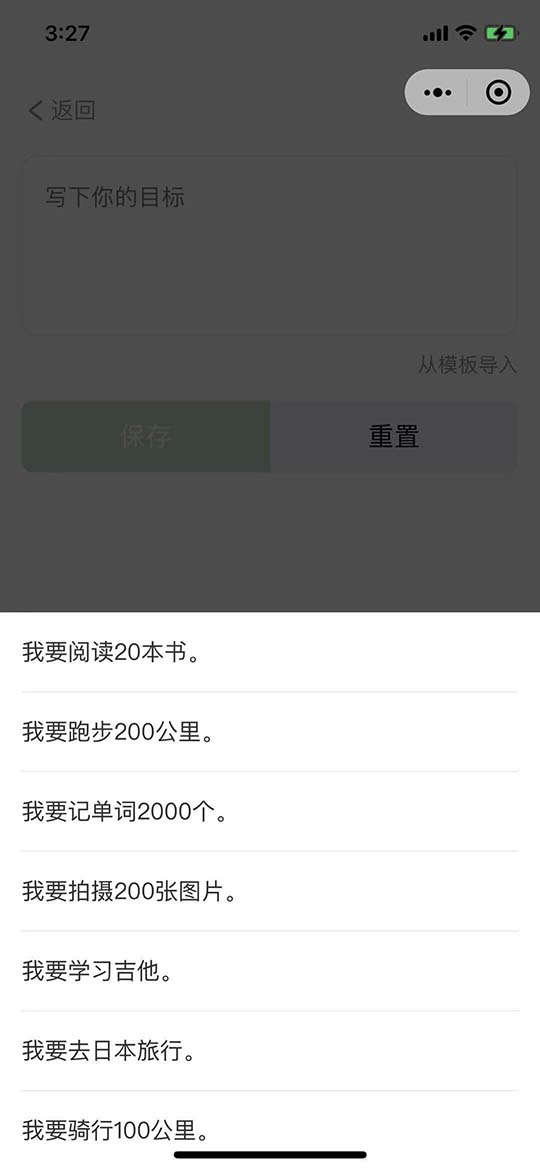 3:27
返回
写下你的目标
从模板导入
保存
重置
我要阅读20本书。
我要跑步200公里。
我要记单词2000个。
我要拍摄200张图片。
我要学习吉他。
我要去日本旅行。
我要骑行100公里。